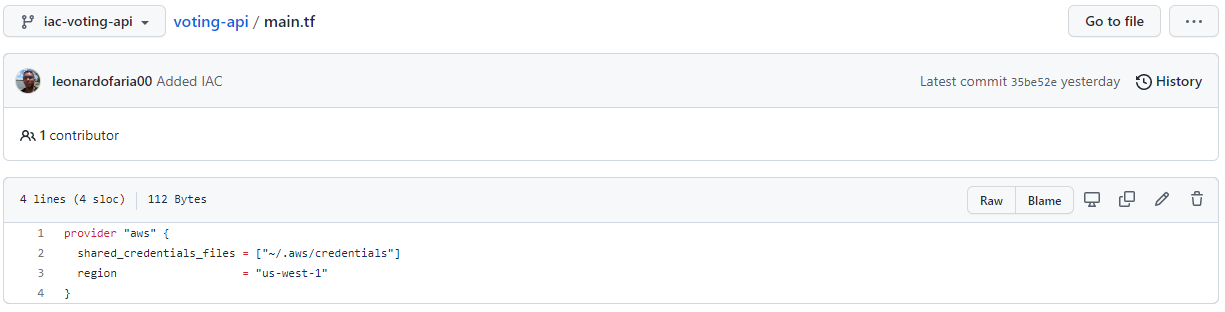 iac-voting-api voting-api / main.tf Go to file ...
leonardofaria00 Added IAC Latest commit 35be52e yesterday History
1 contributor
4 lines (4 sloc) 112 Bytes Raw Blame
1 provider "aws" {
2   shared_credentials_files = ["~/.aws/credentials"]
3   region                   = "us-west-1"
4 }